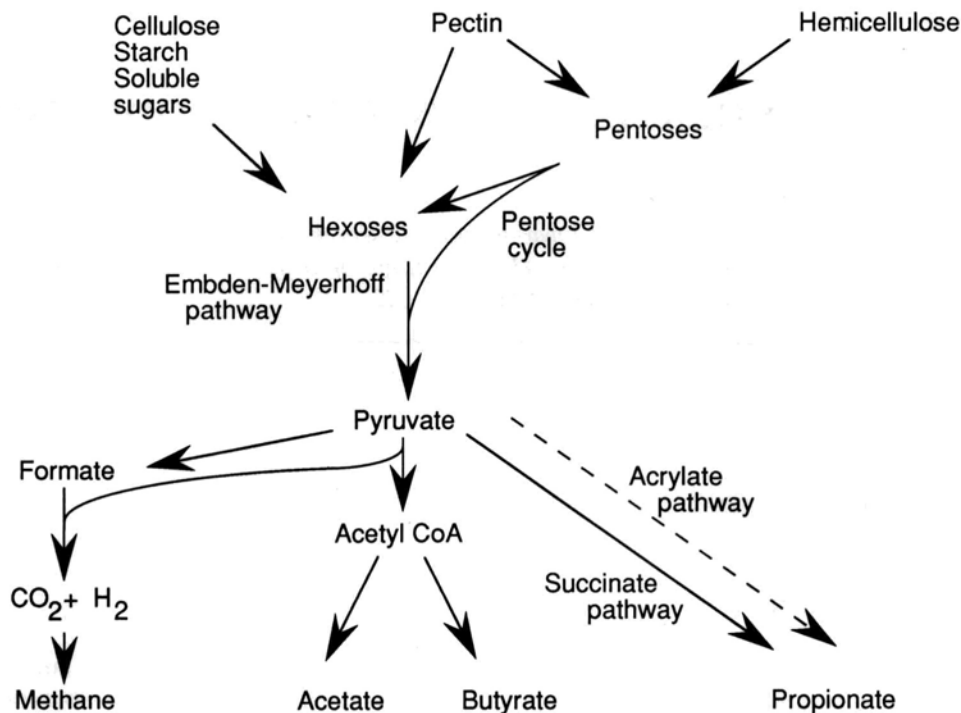 Cellulose
Starch
Soluble
sugars
Pectin
Hemicellulose
Pentoses
Hexoses
Pentose
cycle
Embden-Meyerhoff
pathway
Pyruvate
Formate
Acrylate
pathway
Acetyl CoA
Succinate
pathway
CO2+ H2
Methane
Acetate
Butyrate
Propionate